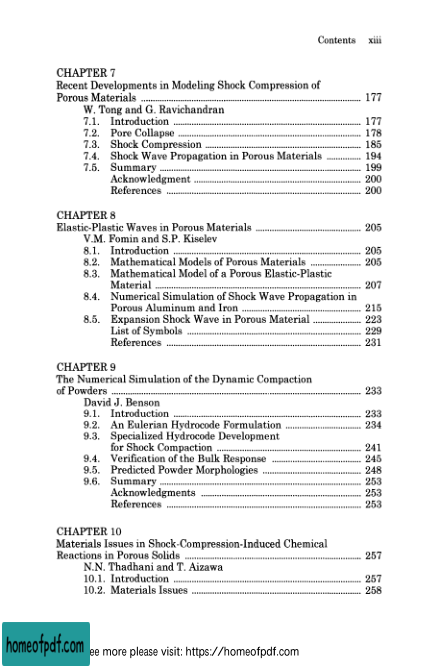 Contents xiii
CHAPTER 7
Recent Developments in Modeling Shock Compression of
Porous Materials ........ 177
W. Tong and G. Ravichandran
7.1. Introduction ........ 177
7.2. Pore Collapse ........ 178
7.3. Shock Compression ........ 185
7.4. Shock Wave Propagation in Porous Materials ........ 194
7.5. Summary ........ 199
Acknowledgment ........ 200
References ........ 200
CHAPTER 8
Elastic-Plastic Waves in Porous Materials ........ 205
V.M. Fomin and S.P. Kiselev
8.1. Introduction ........ 205
8.2. Mathematical Models of Porous Materials ........ 205
8.3. Mathematical Model of a Porous Elastic-Plastic
Material ........ 207
8.4. Numerical Simulation of Shock Wave Propagation in
Porous Aluminum and Iron ........ 215
8.5. Expansion Shock Wave in Porous Material ........ 223
List of Symbols ........ 229
References ........ 231
CHAPTER 9
The Numerical Simulation of the Dynamic Compaction
of Powders ........ 233
David J. Benson
9.1. Introduction ........ 233
9.2. An Eulerian Hydrocode Formulation ........ 234
9.3. Specialized Hydrocode Development
for Shock Compaction ........ 241
9.4. Verification of the Bulk Response ........ 245
9.5. Predicted Powder Morphologies ........ 248
9.6. Summary ........ 253
Acknowledgments ........ 253
References ........ 253
CHAPTER 10
Materials Issues in Shock-Compression-Induced Chemical
Reactions in Porous Solids ........ 257
N.N. Thadhani and T. Aizawa
10.1. Introduction ........ 257
10.2. Materials Issues ........ 258
homeofpdf.com
ee more please visit: https://homeofpdf.com